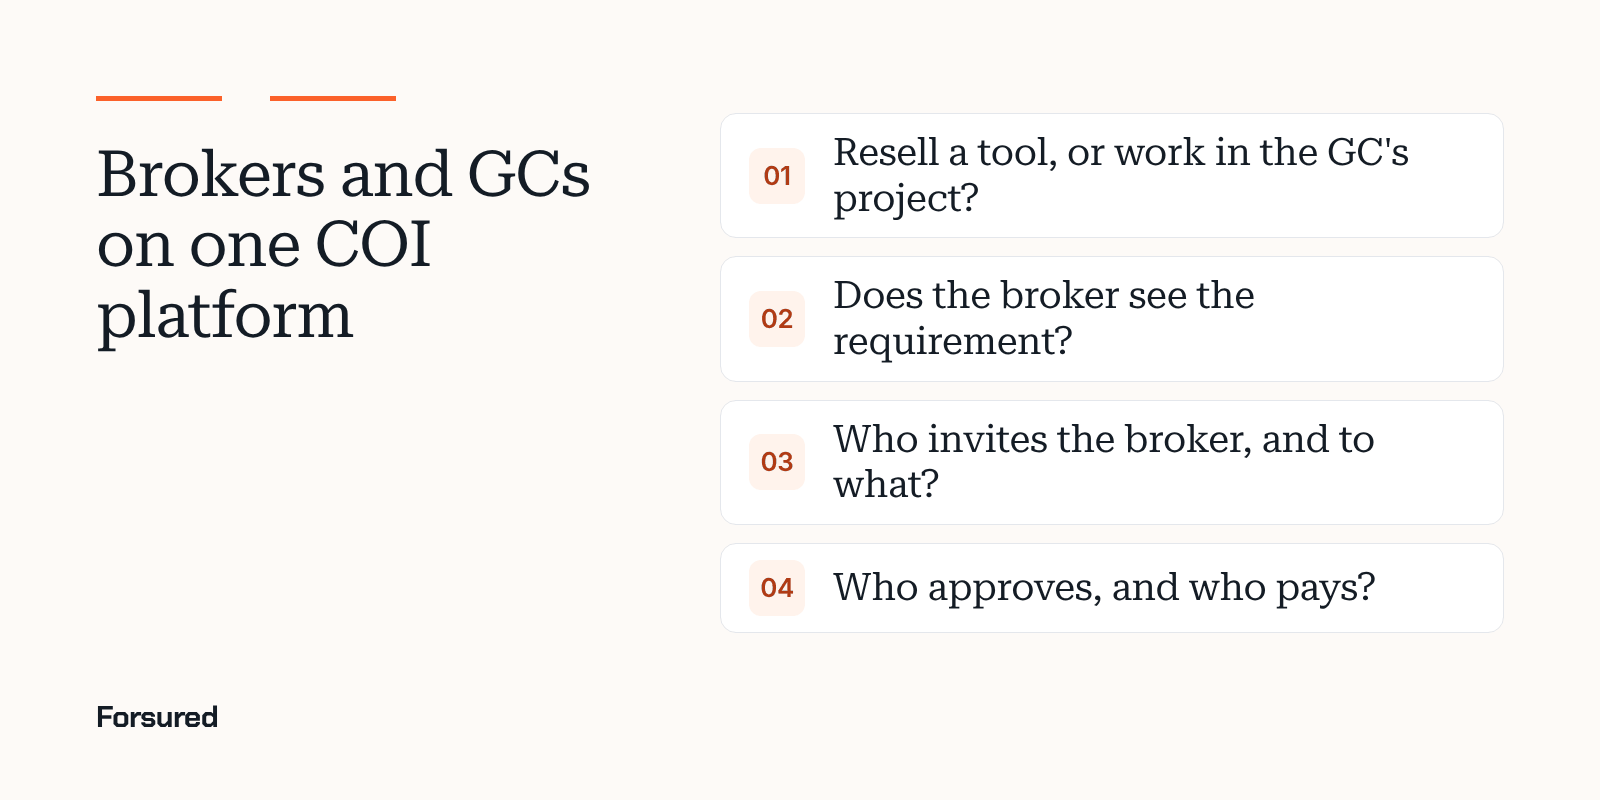 Brokers and GCs
on one COI
platform
01
Resell a tool, or work in the GC's
project?
02
Does the broker see the
requirement?
03
Who invites the broker, and to
what?
04
Who approves, and who pays?
Forsured